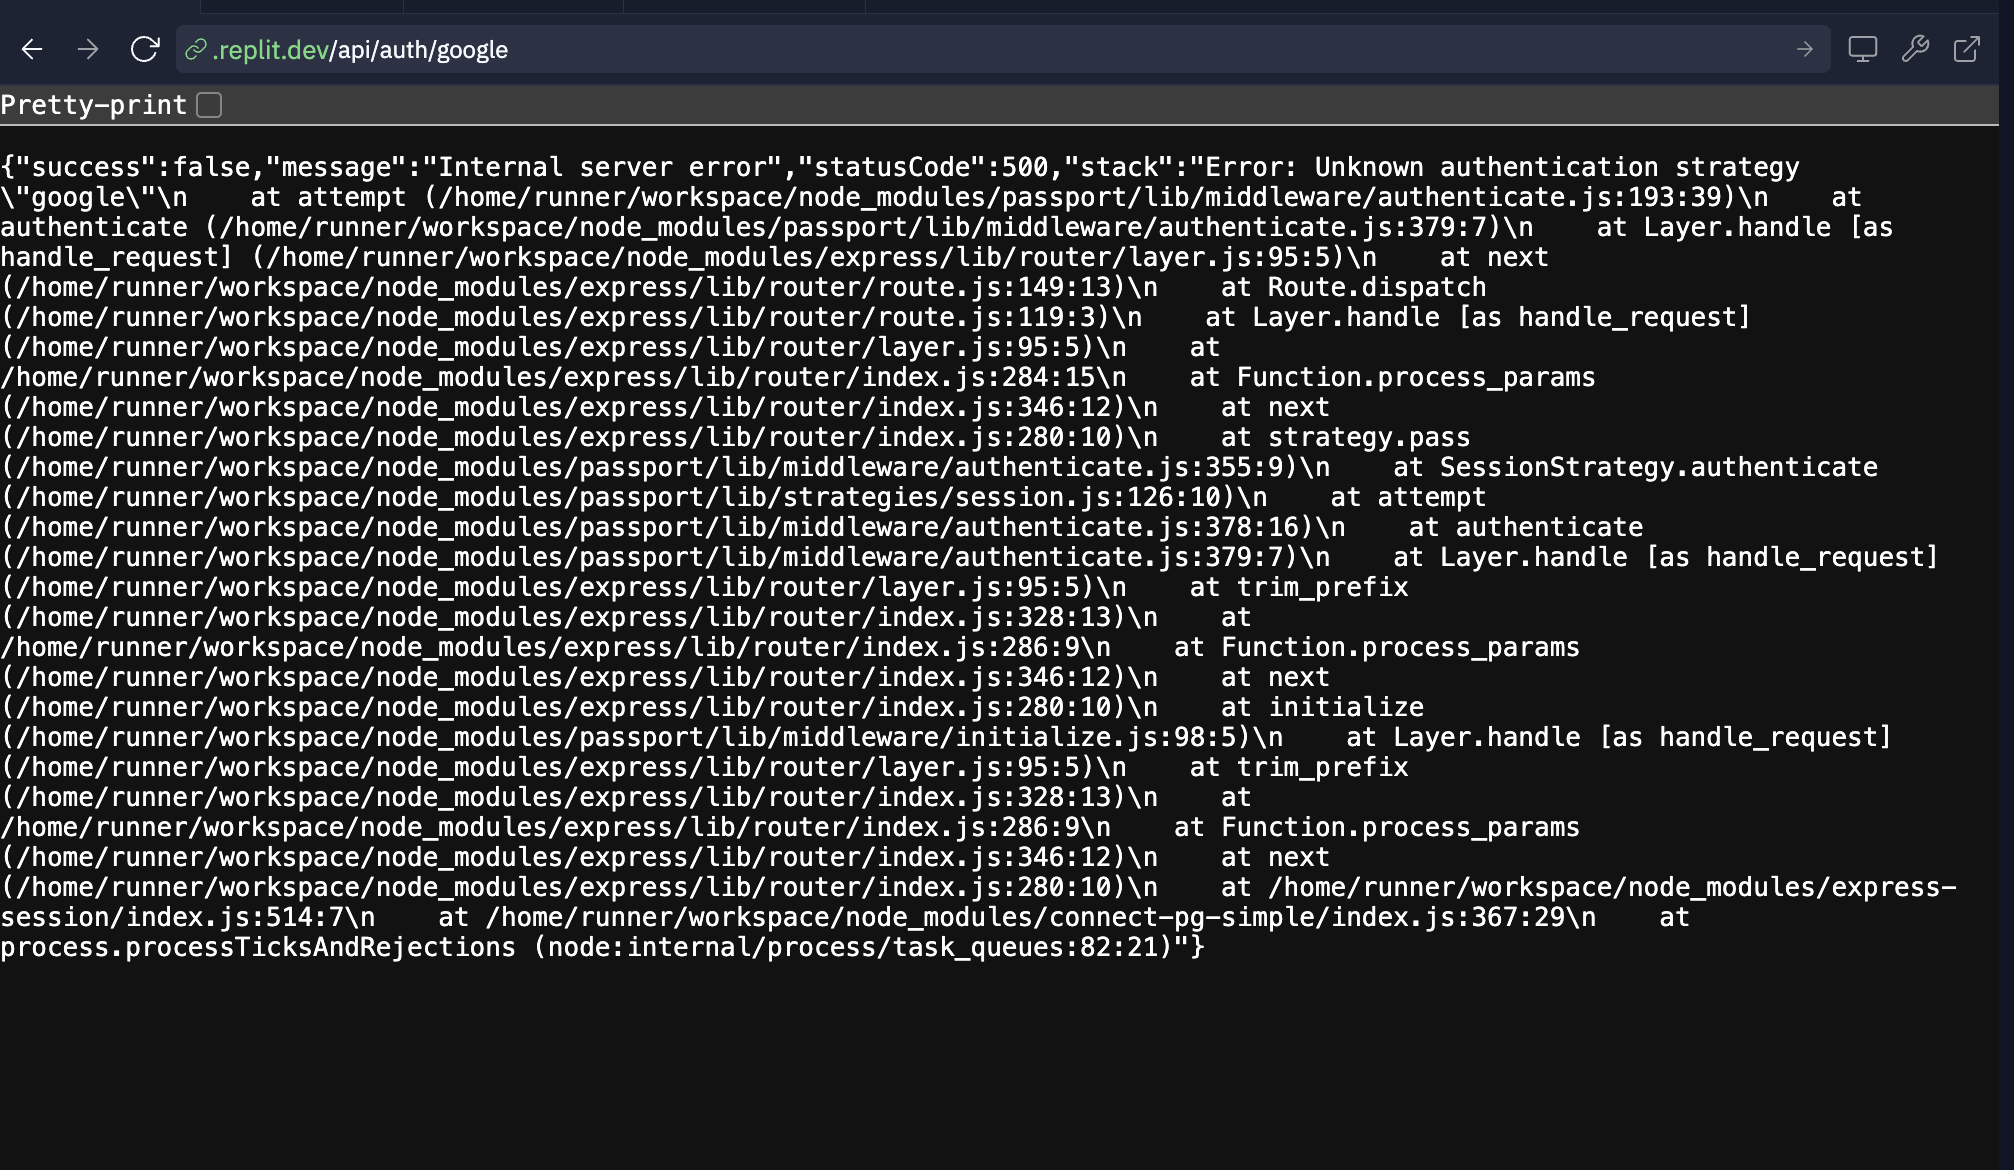 .replit.dev/api/auth/google
Pretty-print
{"success":false,"message":"Internal server error","statusCode":500,"stack":"Error: Unknown authentication strategy
\"google\"\n    at attempt (/home/runner/workspace/node_modules/passport/lib/middleware/authenticate.js:193:39)\n    at
authenticate (/home/runner/workspace/node_modules/passport/lib/middleware/authenticate.js:379:7)\n    at Layer.handle [as
handle_request] (/home/runner/workspace/node_modules/express/lib/router/layer.js:95:5)\n    at next
(/home/runner/workspace/node_modules/express/lib/router/route.js:149:13)\n    at Route.dispatch
(/home/runner/workspace/node_modules/express/lib/router/route.js:119:3)\n    at Layer.handle [as handle_request]
(/home/runner/workspace/node_modules/express/lib/router/layer.js:95:5)\n    at
/home/runner/workspace/node_modules/express/lib/router/index.js:284:15\n    at Function.process_params
(/home/runner/workspace/node_modules/express/lib/router/index.js:346:12)\n    at next
(/home/runner/workspace/node_modules/express/lib/router/index.js:280:10)\n    at strategy.pass
(/home/runner/workspace/node_modules/passport/lib/middleware/authenticate.js:355:9)\n    at SessionStrategy.authenticate
(/home/runner/workspace/node_modules/passport/lib/strategies/session.js:126:10)\n    at attempt
(/home/runner/workspace/node_modules/passport/lib/middleware/authenticate.js:378:16)\n    at authenticate
(/home/runner/workspace/node_modules/passport/lib/middleware/authenticate.js:379:7)\n    at Layer.handle [as handle_request]
(/home/runner/workspace/node_modules/express/lib/router/layer.js:95:5)\n    at trim_prefix
(/home/runner/workspace/node_modules/express/lib/router/index.js:328:13)\n    at
/home/runner/workspace/node_modules/express/lib/router/index.js:286:9\n    at Function.process_params
(/home/runner/workspace/node_modules/express/lib/router/index.js:346:12)\n    at next
(/home/runner/workspace/node_modules/express/lib/router/index.js:280:10)\n    at initialize
(/home/runner/workspace/node_modules/passport/lib/middleware/initialize.js:98:5)\n    at Layer.handle [as handle_request]
(/home/runner/workspace/node_modules/express/lib/router/layer.js:95:5)\n    at trim_prefix
(/home/runner/workspace/node_modules/express/lib/router/index.js:328:13)\n    at
/home/runner/workspace/node_modules/express/lib/router/index.js:286:9\n    at Function.process_params
(/home/runner/workspace/node_modules/express/lib/router/index.js:346:12)\n    at next
(/home/runner/workspace/node_modules/express/lib/router/index.js:280:10)\n    at /home/runner/workspace/node_modules/express-
session/index.js:514:7\n    at /home/runner/workspace/node_modules/connect-pg-simple/index.js:367:29\n    at
process.processTicksAndRejections (node:internal/process/task_queues:82:21)"}